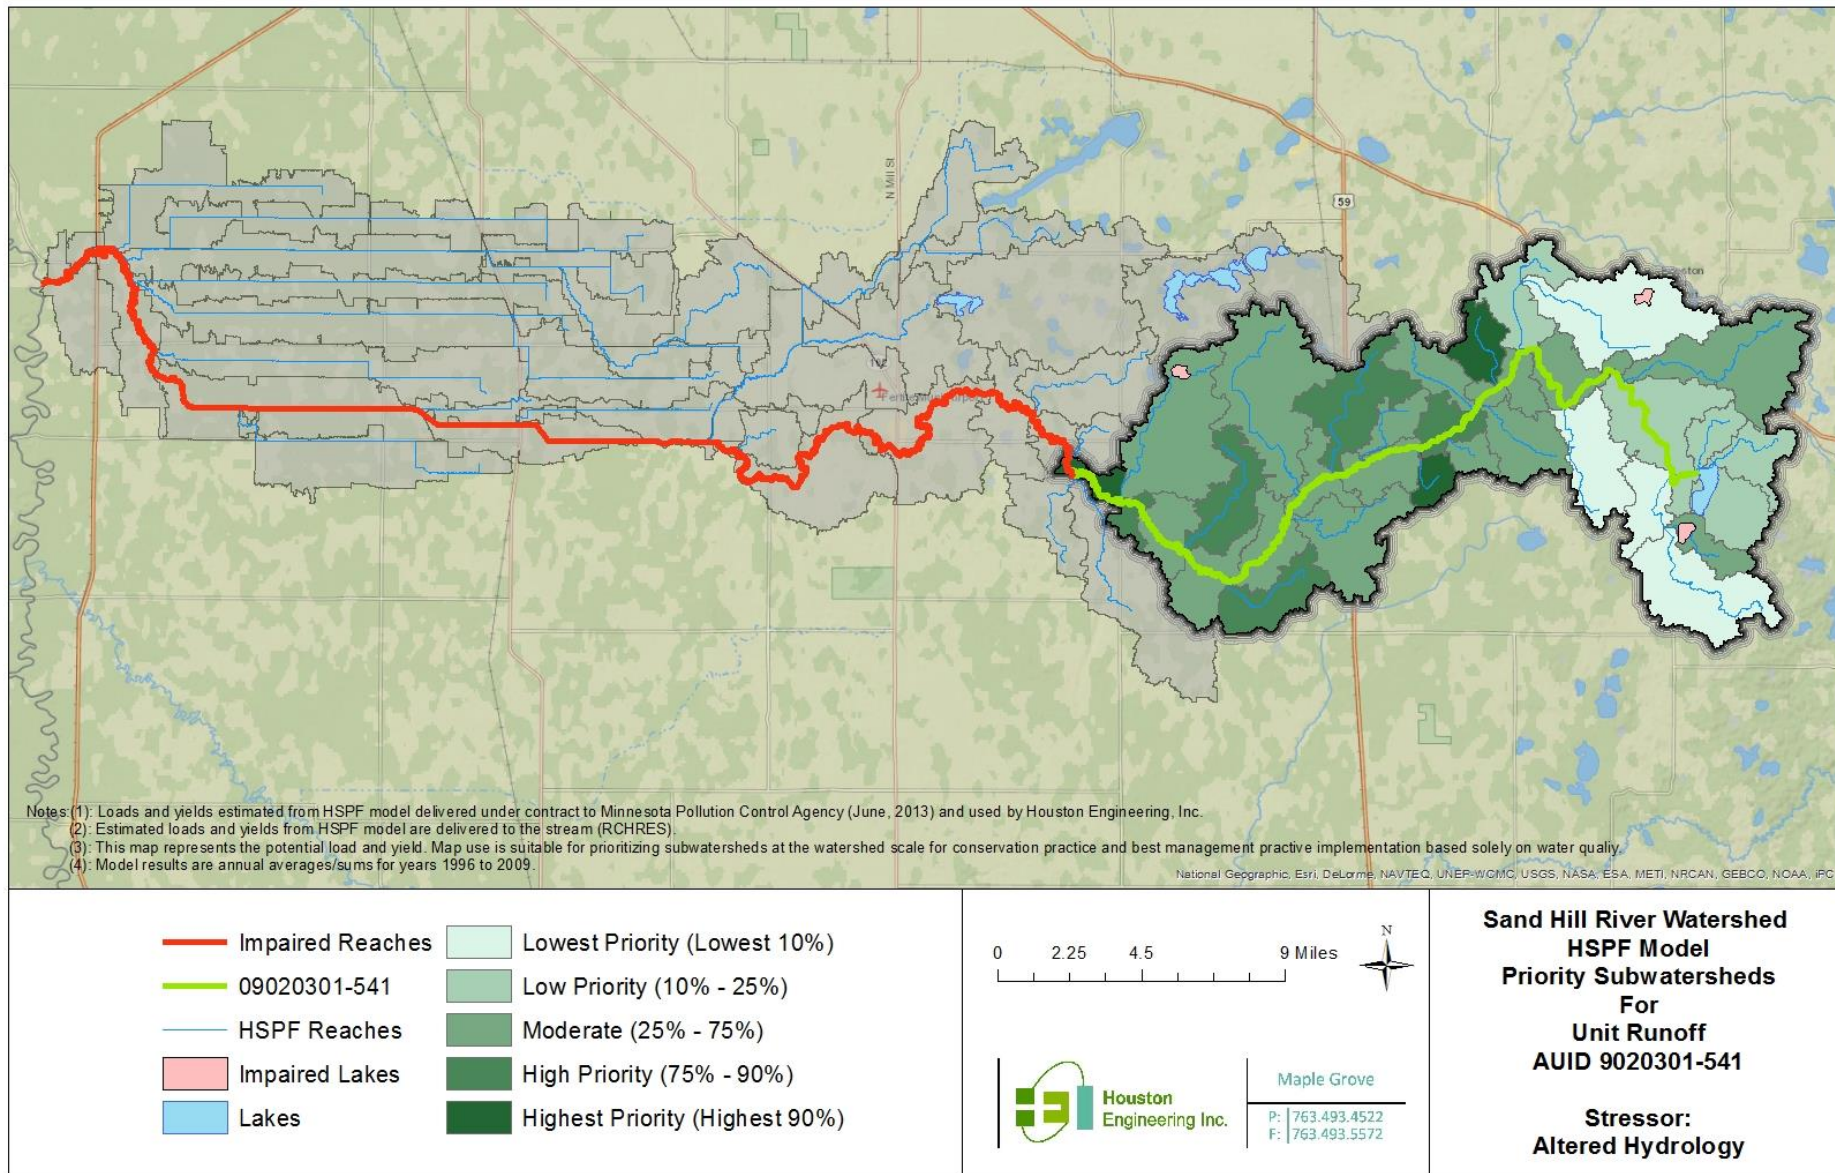 59
N Mill St
Notes:(1): Loads and yields estimated from HSPF model delivered under contract to Minnesota Pollution Control Agency (June, 2013) and used by Houston Engineering, Inc.
(2): Estimated loads and yields from HSPF model are delivered to the stream (RCHRES).
(3): This map represents the potential load and yield. Map use is suitable for prioritizing subwatersheds at the watershed scale for conservation practice and best management practive implementation based solely on water qualiy.
(4): Model results are annual averages/sums for years 1996 to 2009.
National Geographic, Esri, DeLorme, NAVTEQ, UNEP-WCMC, USGS, NASA, ESA, METI, NRCAN, GEBCO, NOAA, iPC
Impaired Reaches
09020301-541
HSPF Reaches
Impaired Lakes
Lakes
Lowest Priority (Lowest 10%)
Low Priority (10% - 25%)
Moderate (25% - 75%)
High Priority (75% - 90%)
Highest Priority (Highest 90%)
0 2.25 4.5 9 Miles
N
Houston
Engineering Inc.
Maple Grove
P: 763.493.4522
F: 763.493.5572
Sand Hill River Watershed
HSPF Model
Priority Subwatersheds
For
Unit Runoff
AUID 9020301-541
Stressor:
Altered Hydrology